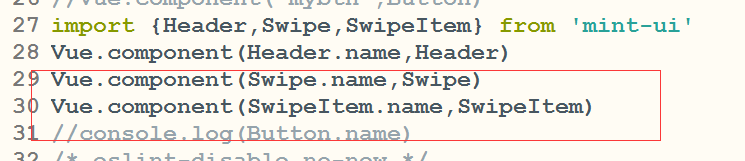 26 //Vue.component('mybtn',Button)
27 import {Header,Swipe,SwipeItem} from 'mint-ui'
28 Vue.component(Header.name,Header)
29 Vue.component(Swipe.name,Swipe)
30 Vue.component(SwipeItem.name,SwipeItem)
31 //console.log(Button.name)
32 /* eslint-disable no-new */